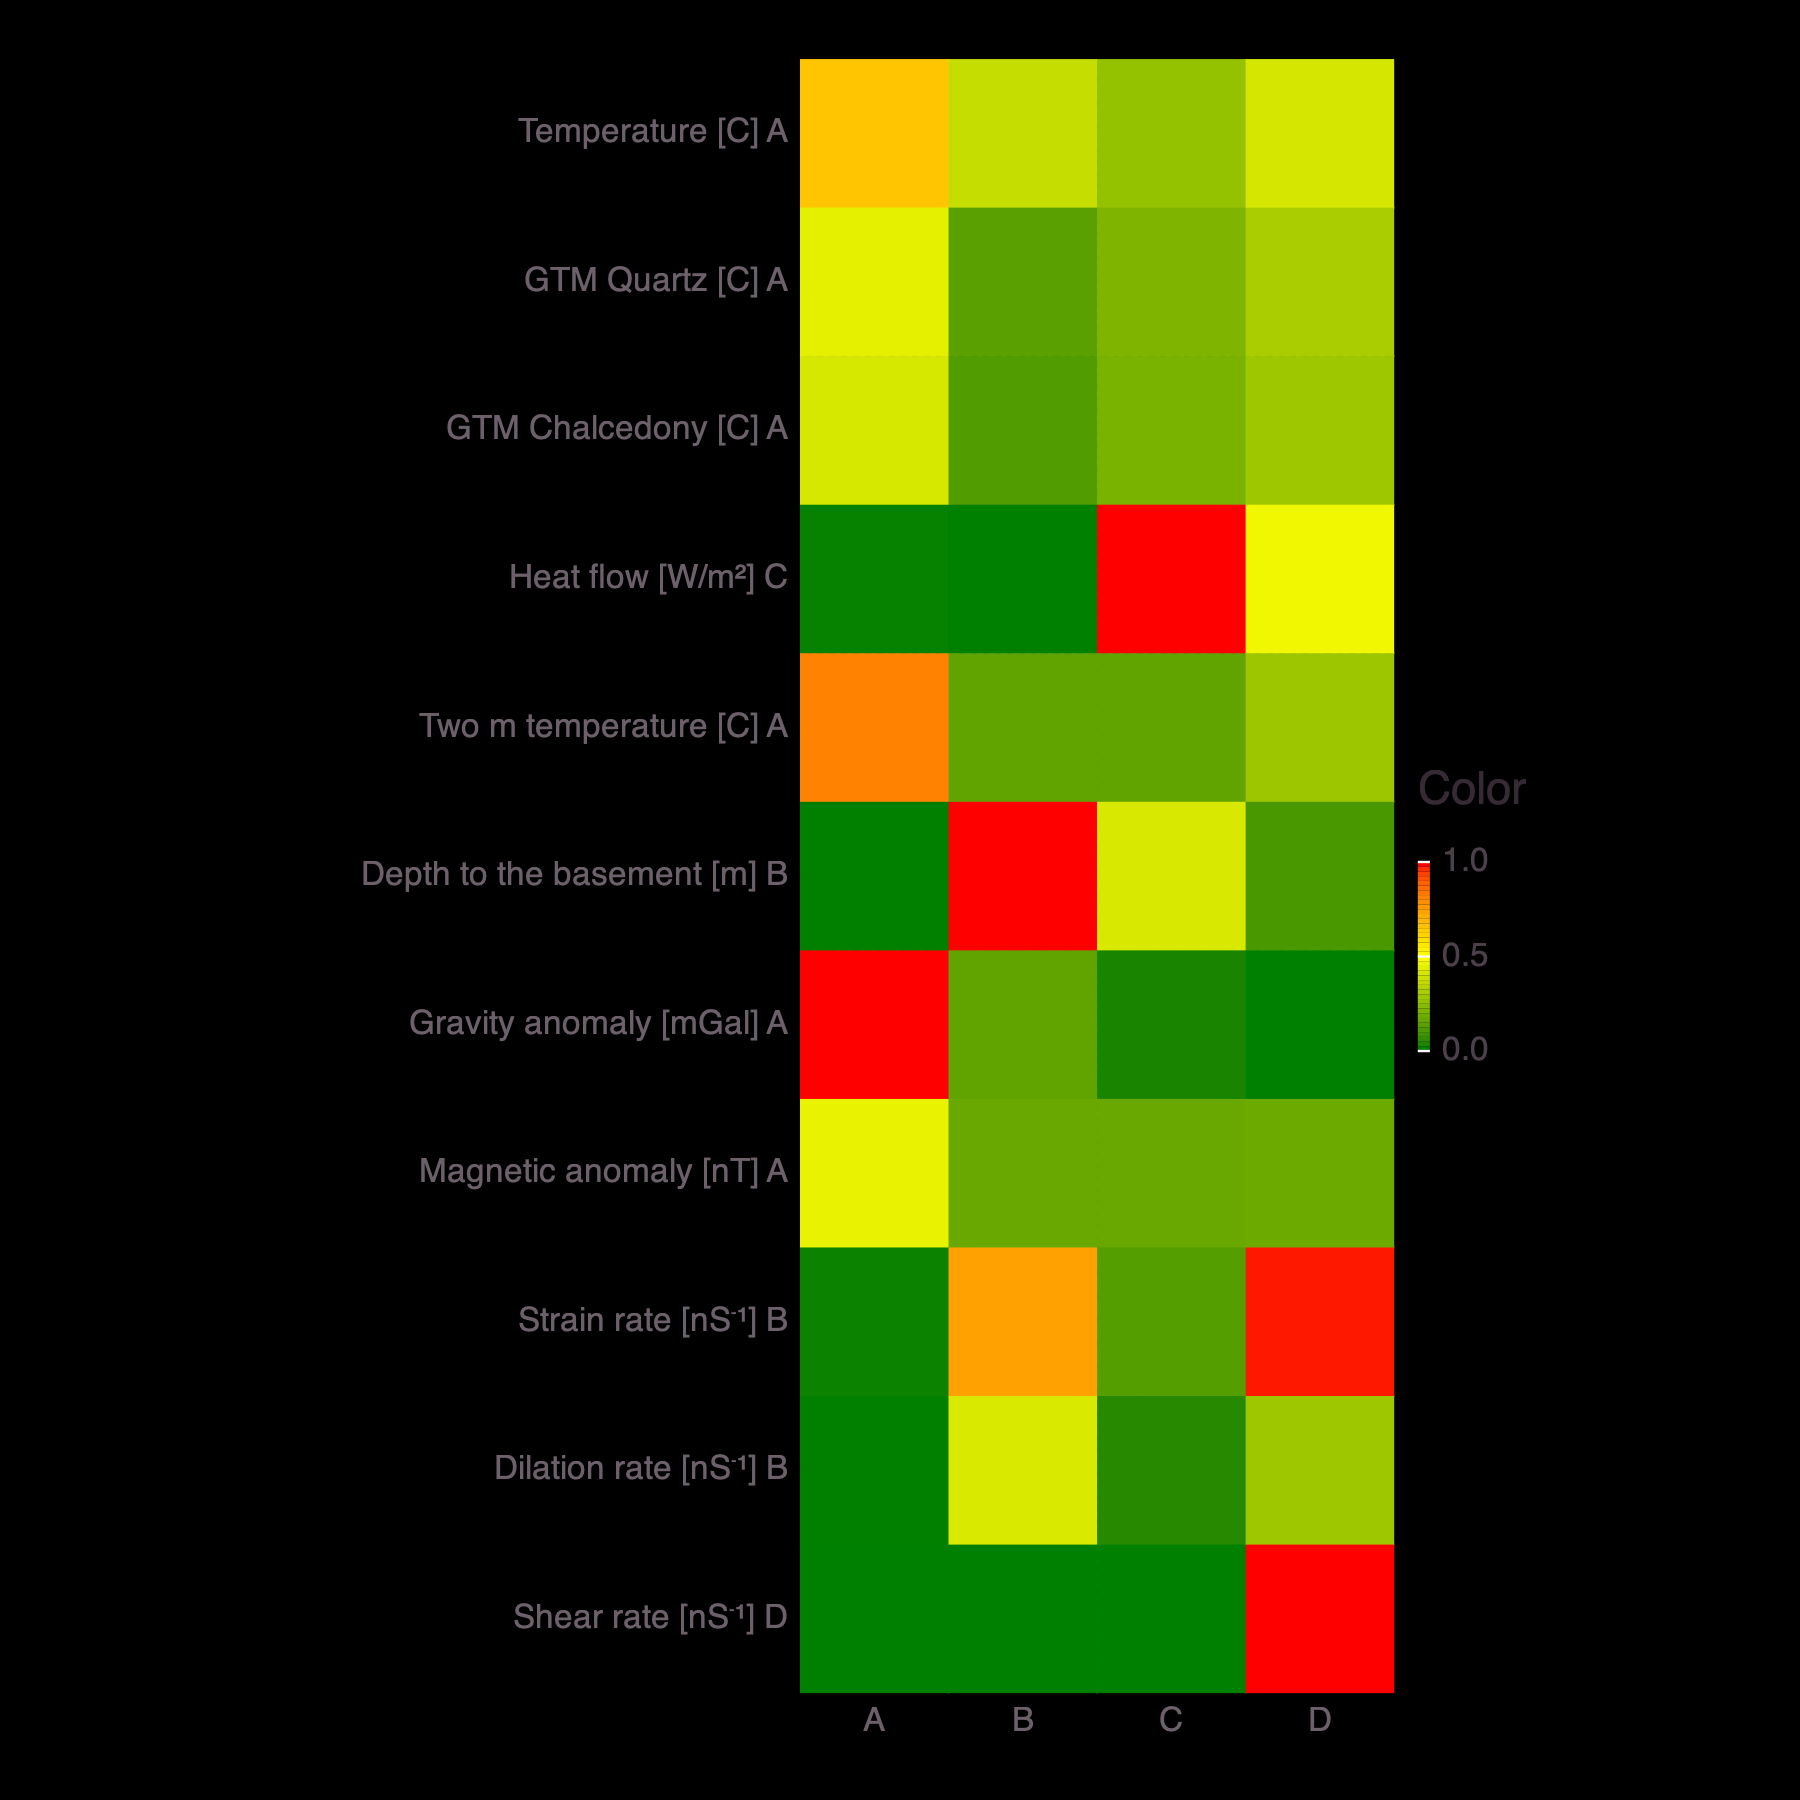 Temperature [C] A
GTM Quartz [C] A
GTM Chalcedony [C] A
Heat flow [W/m²] C
Two m temperature [C] A
Depth to the basement [m] B
Gravity anomaly [mGal] A
Magnetic anomaly [nT] A
Strain rate [nS⁻¹] B
Dilation rate [nS⁻¹] B
Shear rate [nS⁻¹] D
A B C D
Color
1.0
0.5
0.0